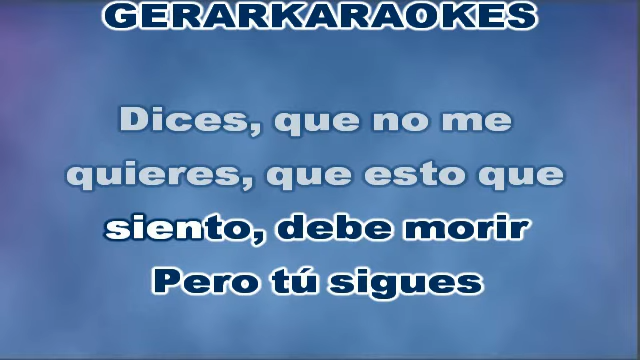 GERARKARAOKES
Dices, que no me
quieres, que esto que
siento, debe morir
Pero tú sigues